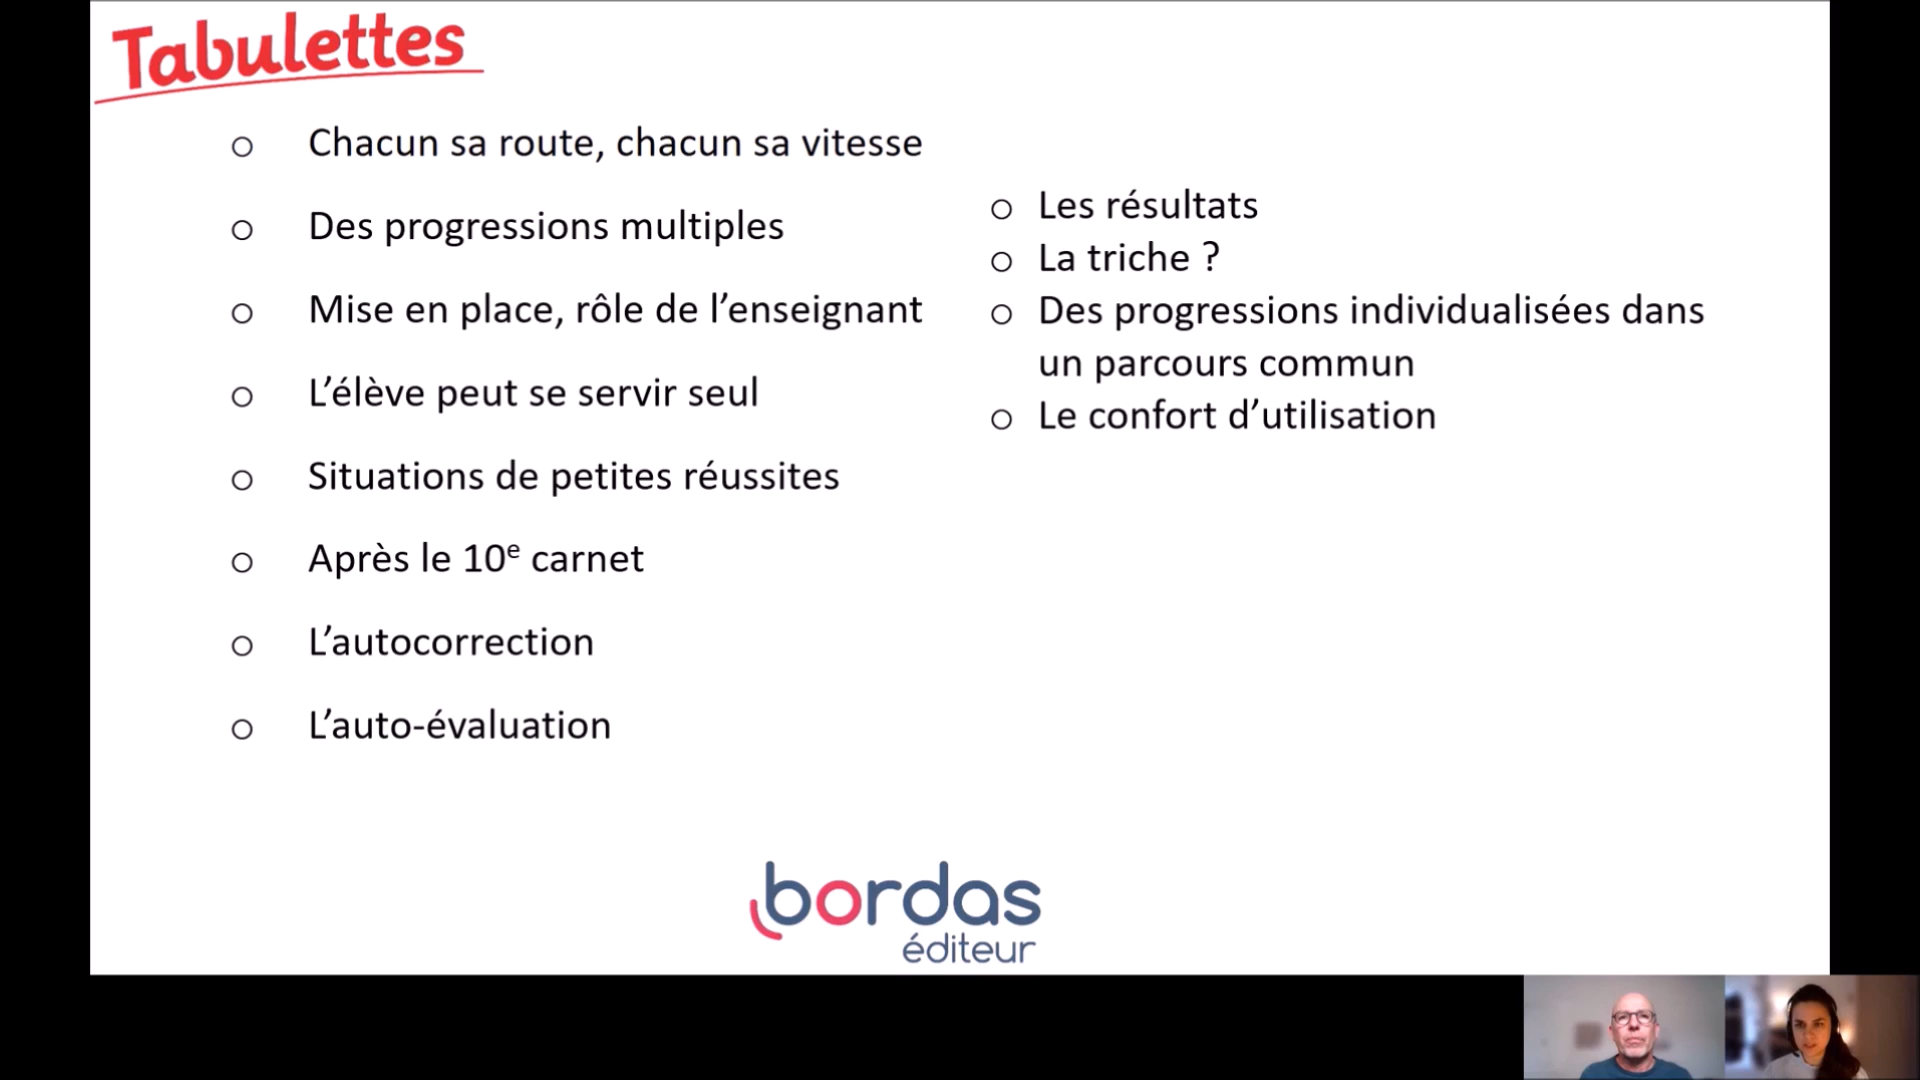 Tabulettes
o Chacun sa route, chacun sa vitesse
o Des progressions multiples
o Mise en place, rôle de l’enseignant
o L’élève peut se servir seul
o Situations de petites réussites
o Après le 10e carnet
o L’autocorrection
o L’auto-évaluation
o Les résultats
o La triche ?
o Des progressions individualisées dans
un parcours commun
o Le confort d’utilisation
bordas
éditeur